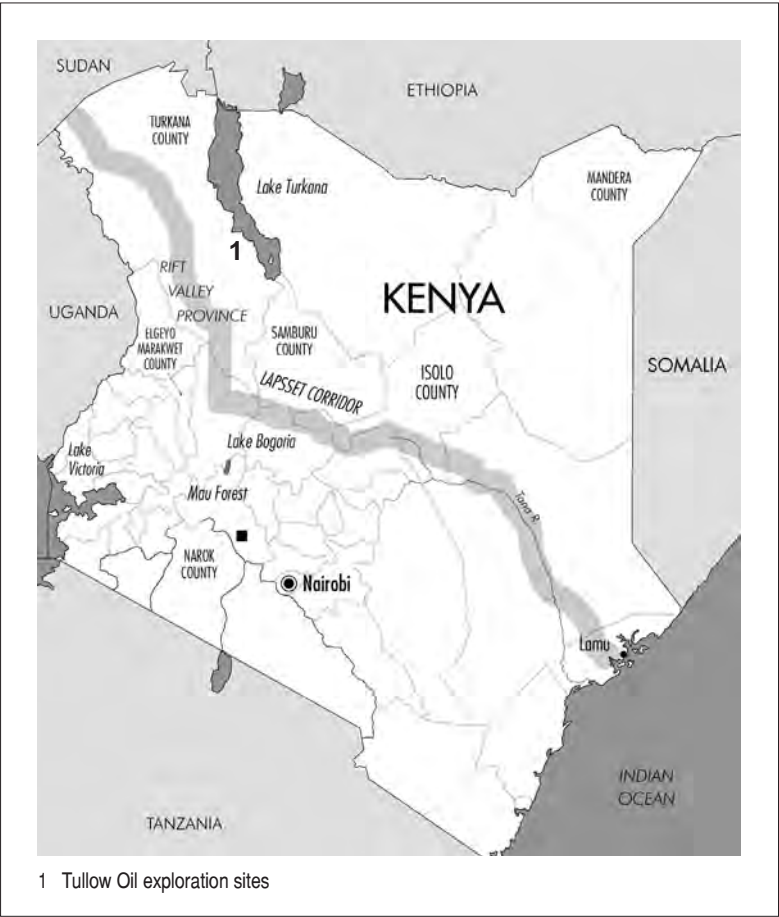 SUDAN
ETHIOPIA
TURKANA
COUNTY
MANDERA
COUNTY
Lake Turkana
1
RIFT
VALLEY
PROVINCE
KENYA
UGANDA
ELGEYO
MARAKWET
COUNTY
SAMBURU
COUNTY
ISOLO
COUNTY
SOMALIA
LAPSSET CORRIDOR
Lake
Victoria
Lake Bogoria
Mau Forest
Tana R.
NAROK
COUNTY
Nairobi
Lamu
INDIAN
OCEAN
TANZANIA
1 Tullow Oil exploration sites